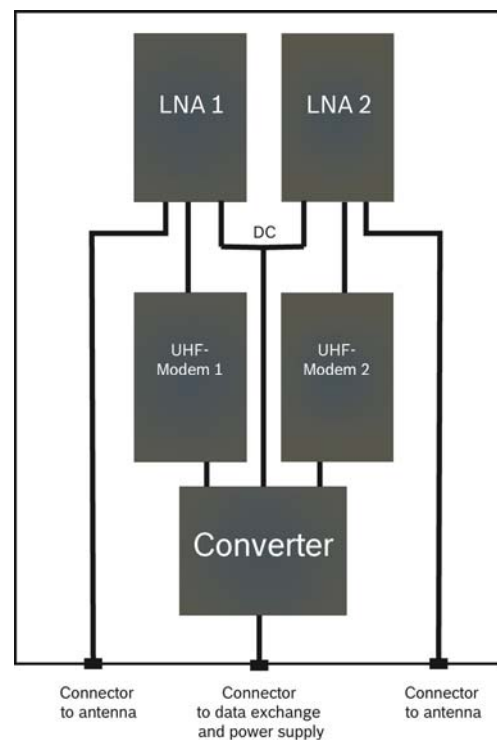 LNA 1
LNA 2
DC
UHF-
Modem 1
UHF-
Modem 2
Converter
Connector
to antenna
Connector
to data exchange
and power supply
Connector
to antenna